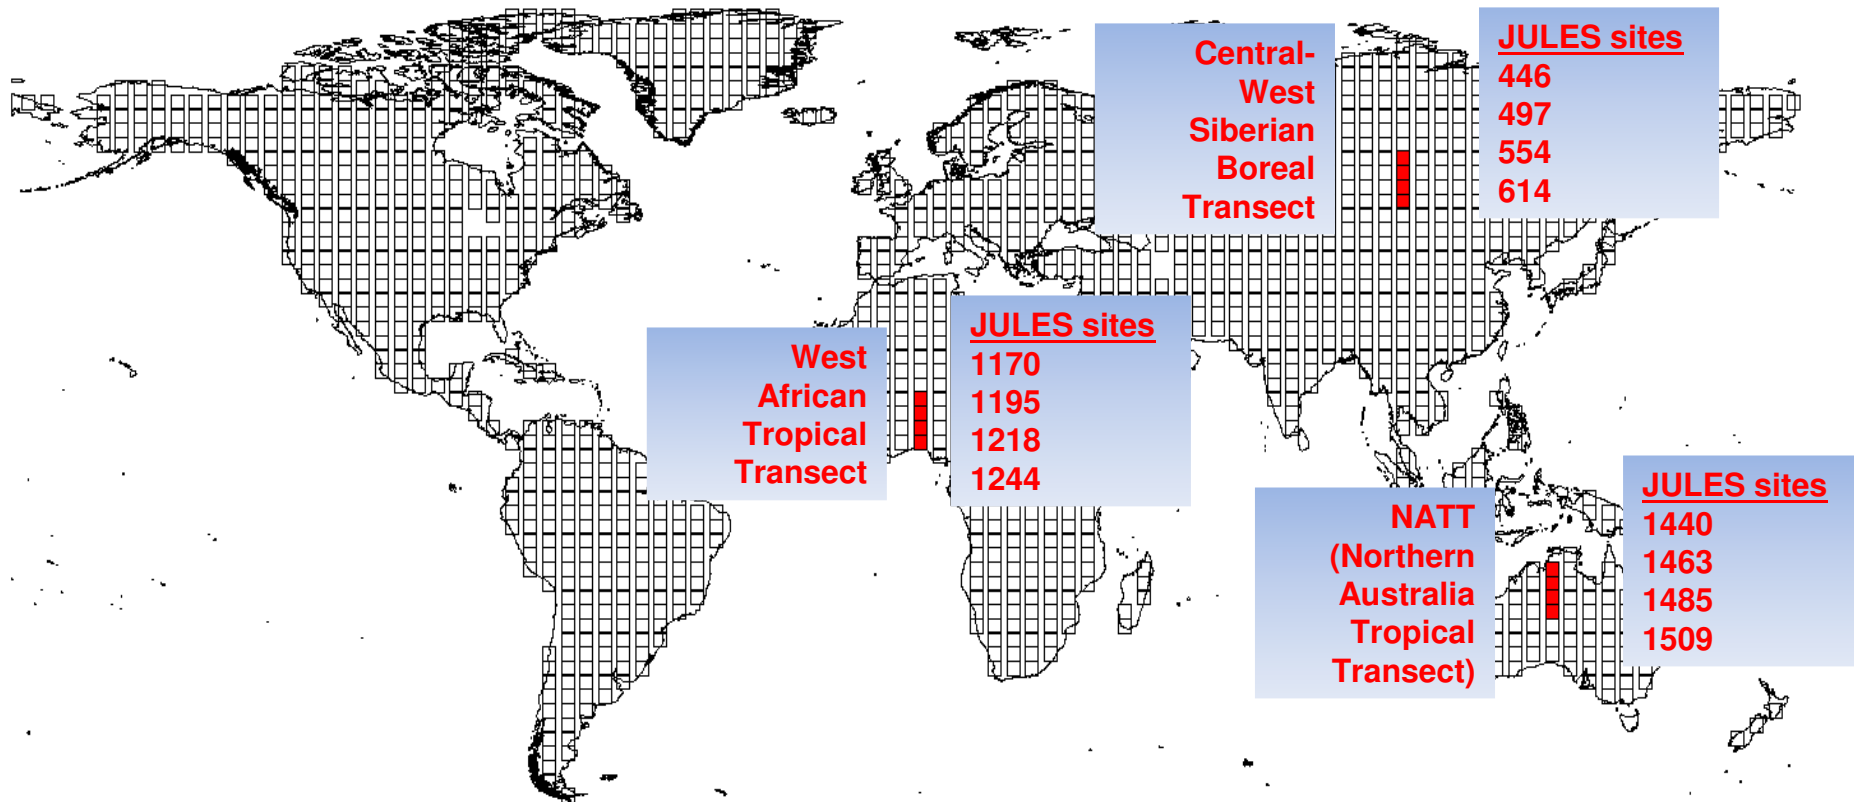 Central-
West
Siberian
Boreal
Transect
JULES sites
446
497
554
614
West
African
Tropical
Transect
JULES sites
1170
1195
1218
1244
NATT
(Northern
Australia
Tropical
Transect)
JULES sites
1440
1463
1485
1509